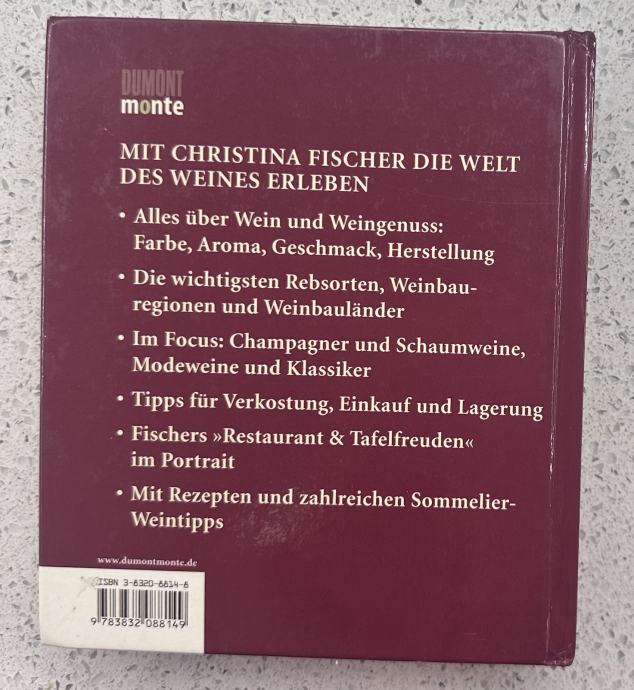 DUMONT
monte
MIT CHRISTINA FISCHER DIE WELT
DES WEINES ERLEBEN
• Alles über Wein und Weingenuss:
Farbe, Aroma, Geschmack, Herstellung
• Die wichtigsten Rebsorten, Weinbau-
regionen und Weinbauländer
• Im Focus: Champagner und Schaumweine,
Modeweine und Klassiker
• Tipps für Verkostung, Einkauf und Lagerung
• Fischers »Restaurant & Tafelfreuden«
im Portrait
• Mit Rezepten und zahlreichen Sommelier-
Weintipps
www.dumontmonte.de
ISBN 3-8320-8814-8
9 783832 088149